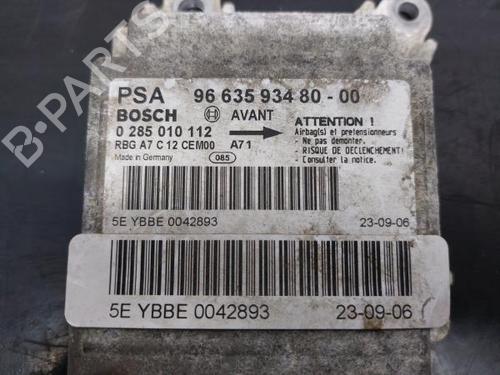 B-PARTS
PSA 96 635 934 80 - 00
BOSCH AVANT
0 285 010 112
RBG A7 C 12 CEM00 A71
Made in Germany 085
ATTENTION !
Airbag(s) et pretensionneurs
- Ne pas demonter.
- RISQUE DE DECLENCHEMENT!
- Consulter la notice.
5E YBBE 0042893 23-09-06
5E YBBE 0042893 23-09-06